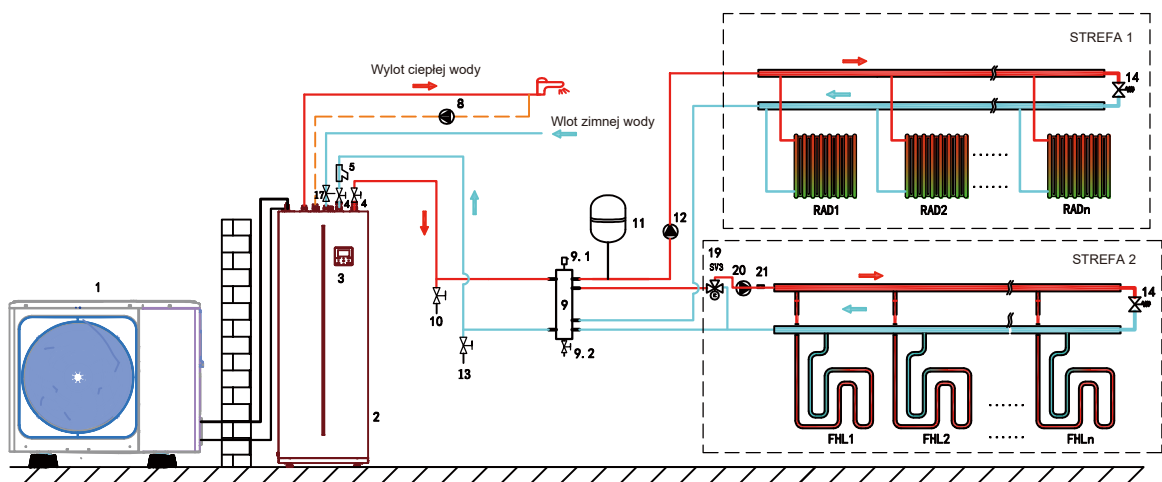 STREFA 1
14
Wylot ciepłej wody
8
Wlot zimnej wody
5
17
4
4
11
12
RAD1
RAD2
RADn
......
......
STREFA 2
19
SV3
20
21
14
9.1
9
9.2
10
13
3
1
2
FHL1
FHL2
FHLn
......
......